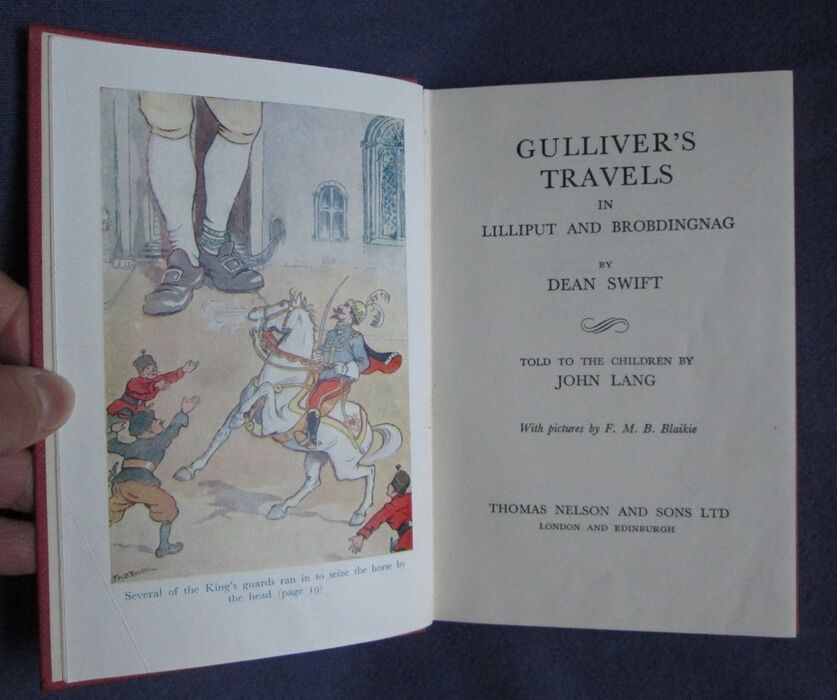 Several of the King's guards ran in to seize the horse by
the head (page 19)
GULLIVER'S
TRAVELS
IN
LILLIPUT AND BROBDINGNAG
BY
DEAN SWIFT
TOLD TO THE CHILDREN BY
JOHN LANG
With pictures by F. M. B. Blaikie
THOMAS NELSON AND SONS LTD
LONDON AND EDINBURGH